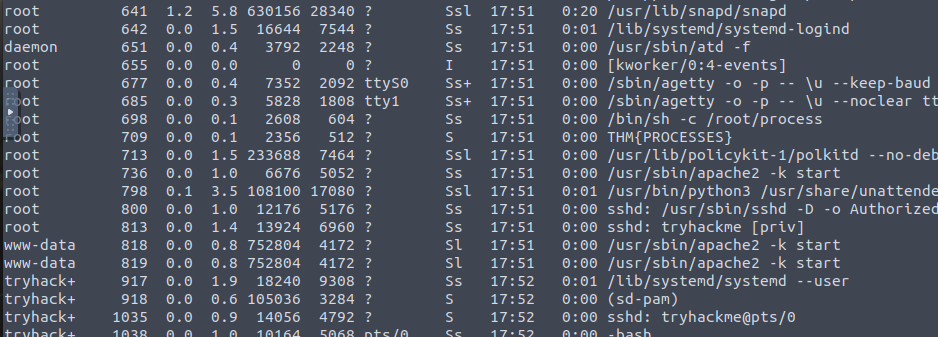 root 641 1.2 5.8 630156 28340 ? Ssl 17:51 0:20 /usr/lib/snapd/snapd
root 642 0.0 1.5 16644 7544 ? Ss 17:51 0:01 /lib/systemd/systemd-logind
daemon 651 0.0 0.4 3792 2248 ? Ss 17:51 0:00 /usr/sbin/atd -f
root 655 0.0 0.0 0 0 ? I 17:51 0:00 [kworker/0:4-events]
root 677 0.0 0.4 7352 2092 ttyS0 Ss+ 17:51 0:00 /sbin/agetty -o -p -- \u --keep-baud
oot 685 0.0 0.3 5828 1808 tty1 Ss+ 17:51 0:00 /sbin/agetty -o -p -- \u --noclear tt
oot 698 0.0 0.1 2608 604 ? Ss 17:51 0:00 /bin/sh -c /root/process
root 709 0.0 0.1 2356 512 ? S 17:51 0:00 THM{PROCESSES}
root 713 0.0 1.5 233688 7464 ? Ssl 17:51 0:00 /usr/lib/policykit-1/polkitd --no-deb
root 736 0.0 1.0 6676 5052 ? Ss 17:51 0:00 /usr/sbin/apache2 -k start
root 798 0.1 3.5 108100 17080 ? Ssl 17:51 0:01 /usr/bin/python3 /usr/share/unattende
root 800 0.0 1.0 12176 5176 ? Ss 17:51 0:00 sshd: /usr/sbin/sshd -D -o Authorized
root 813 0.0 1.4 13924 6960 ? Ss 17:51 0:00 sshd: tryhackme [priv]
www-data 818 0.0 0.8 752804 4172 ? Sl 17:51 0:00 /usr/sbin/apache2 -k start
www-data 819 0.0 0.8 752804 4172 ? Sl 17:51 0:00 /usr/sbin/apache2 -k start
tryhack+ 917 0.0 1.9 18240 9308 ? Ss 17:52 0:01 /lib/systemd/systemd --user
tryhack+ 918 0.0 0.6 105036 3284 ? S 17:52 0:00 (sd-pam)
tryhack+ 1035 0.0 0.9 14056 4792 ? S 17:52 0:00 sshd: tryhackme@pts/0
tryhack+ 1038 0.0 1.0 10164 5068 pts/0 Ss 17:52 0:00 -bash